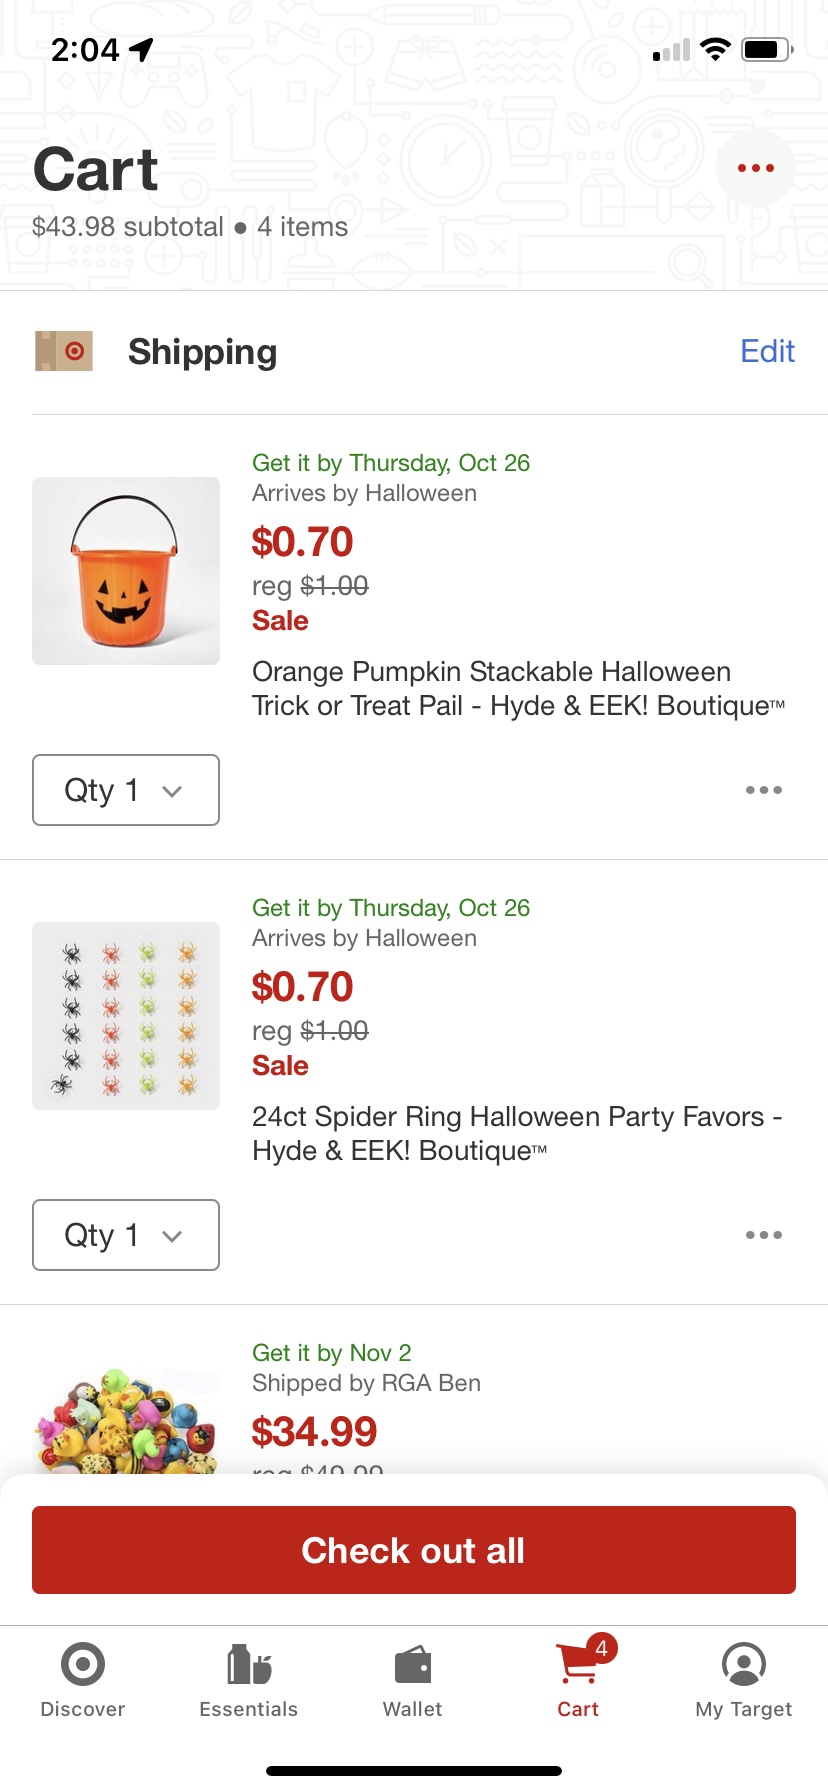 2:04
Cart
$43.98 subtotal • 4 items
Shipping
Edit
Get it by Thursday, Oct 26
Arrives by Halloween
$0.70
reg $1.00
Sale
Orange Pumpkin Stackable Halloween
Trick or Treat Pail - Hyde & EEK! Boutique™
Qty 1
Get it by Thursday, Oct 26
Arrives by Halloween
$0.70
reg $1.00
Sale
24ct Spider Ring Halloween Party Favors -
Hyde & EEK! Boutique™
Qty 1
Get it by Nov 2
Shipped by RGA Ben
$34.99
reg $49.99
Check out all
4
Discover
Essentials
Wallet
Cart
My Target